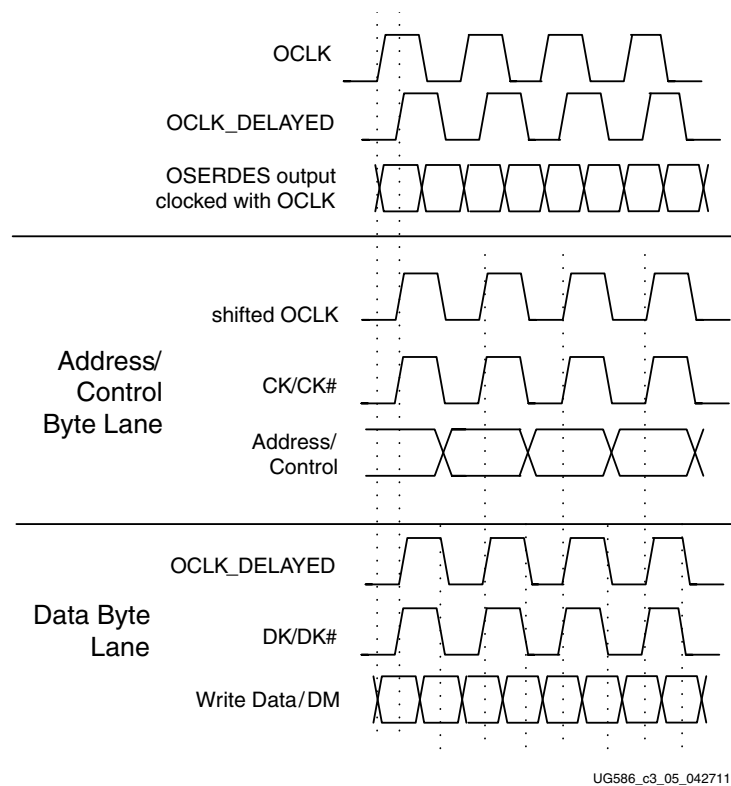 OCLK
OCLK_DELAYED
OSERDES output
clocked with OCLK
shifted OCLK
Address/
Control
Byte Lane
CK/CK#
Address/
Control
OCLK_DELAYED
Data Byte
Lane
DK/DK#
Write Data/DM
UG586_c3_05_042711